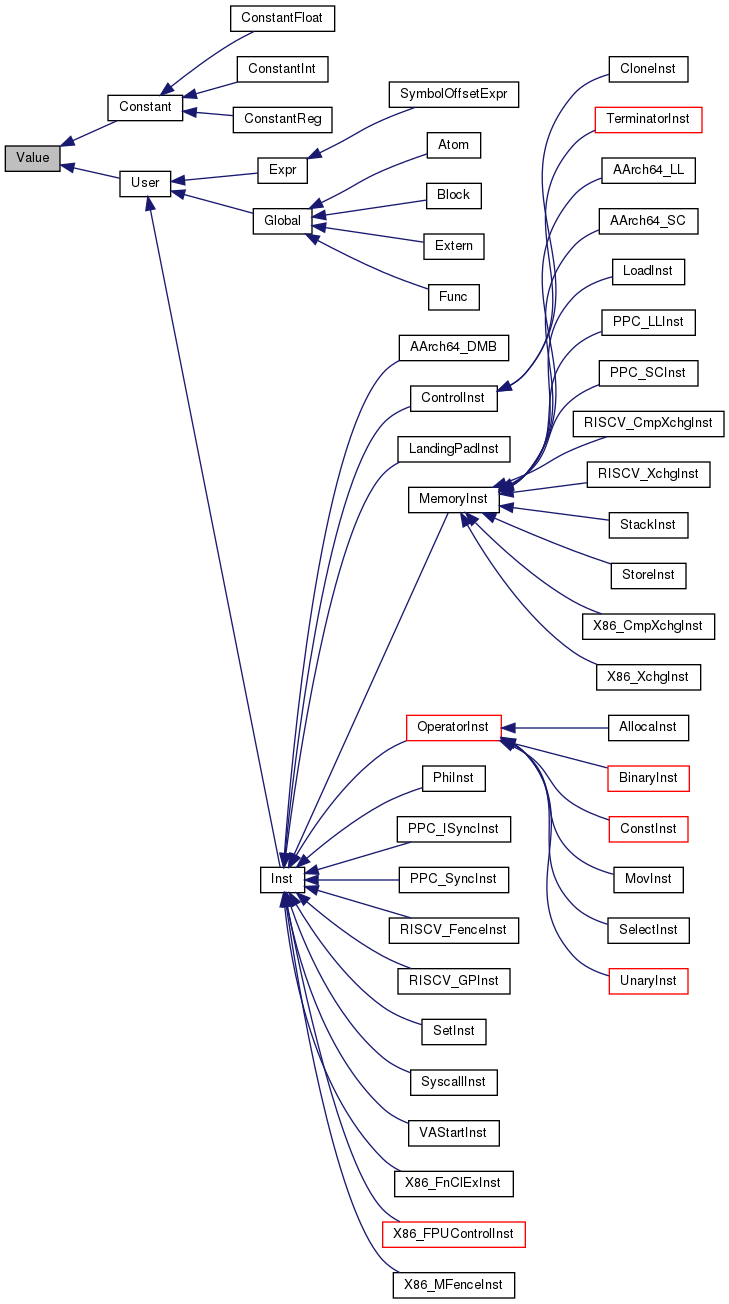 ConstantFloat
ConstantInt
Constant
ConstantReg
Value
User
SymbolOffsetExpr
Expr
Atom
Block
Global
Extern
Func
CloneInst
TerminatorInst
AArch64_LL
AArch64_SC
LoadInst
PPC_LLInst
AArch64_DMB
PPC_SCInst
ControlInst
RISCV_CmpXchgInst
LandingPadInst
RISCV_XchgInst
MemoryInst
StackInst
StoreInst
X86_CmpXchgInst
X86_XchgInst
OperatorInst
AllocaInst
PhiInst
BinaryInst
PPC_ISyncInst
ConstInst
Inst
PPC_SyncInst
MovInst
RISCV_FenceInst
SelectInst
RISCV_GPInst
UnaryInst
SetInst
SyscallInst
VAStartInst
X86_FnClExInst
X86_FPUControlInst
X86_MFenceInst